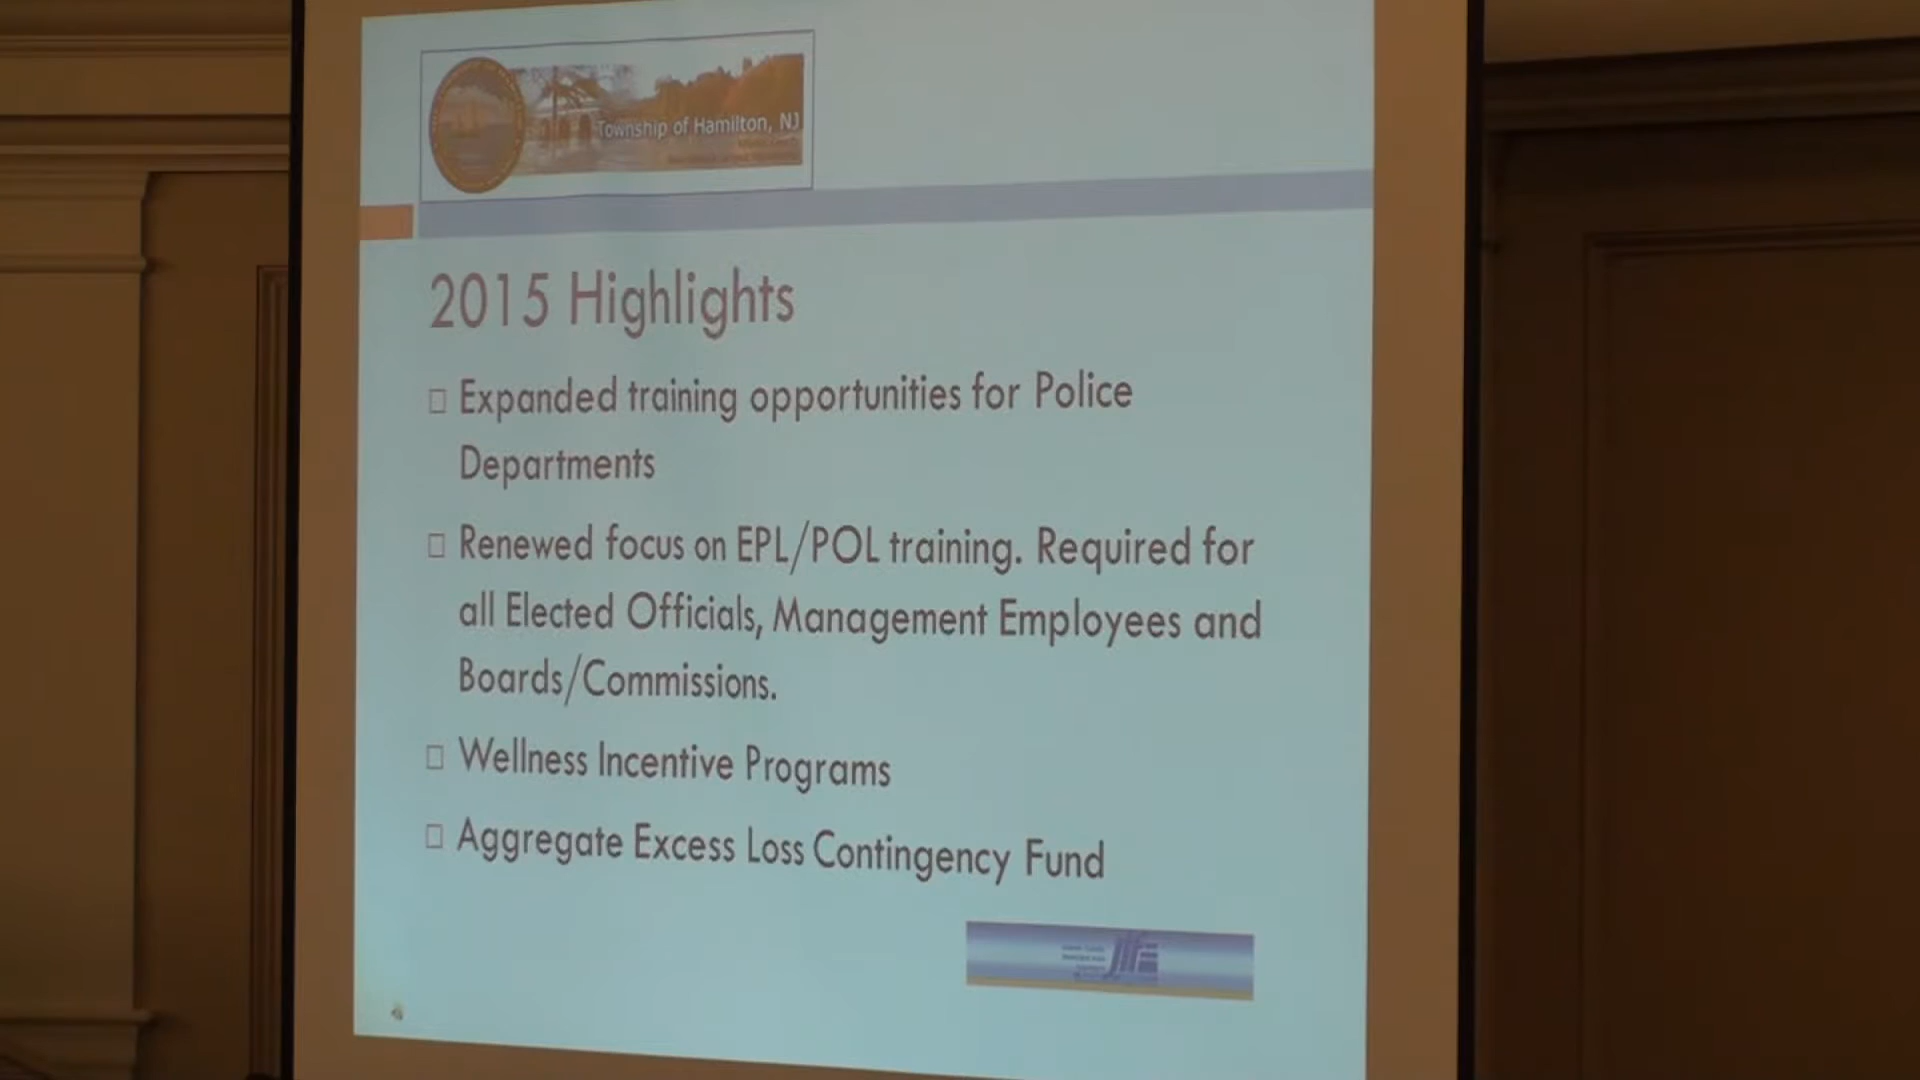 Township of Hamilton, NJ
2015 Highlights
Expanded training opportunities for Police
Departments
Renewed focus on EPL/POL training. Required for
all Elected Officials, Management Employees and
Boards/Commissions.
Wellness Incentive Programs
Aggregate Excess Loss Contingency Fund